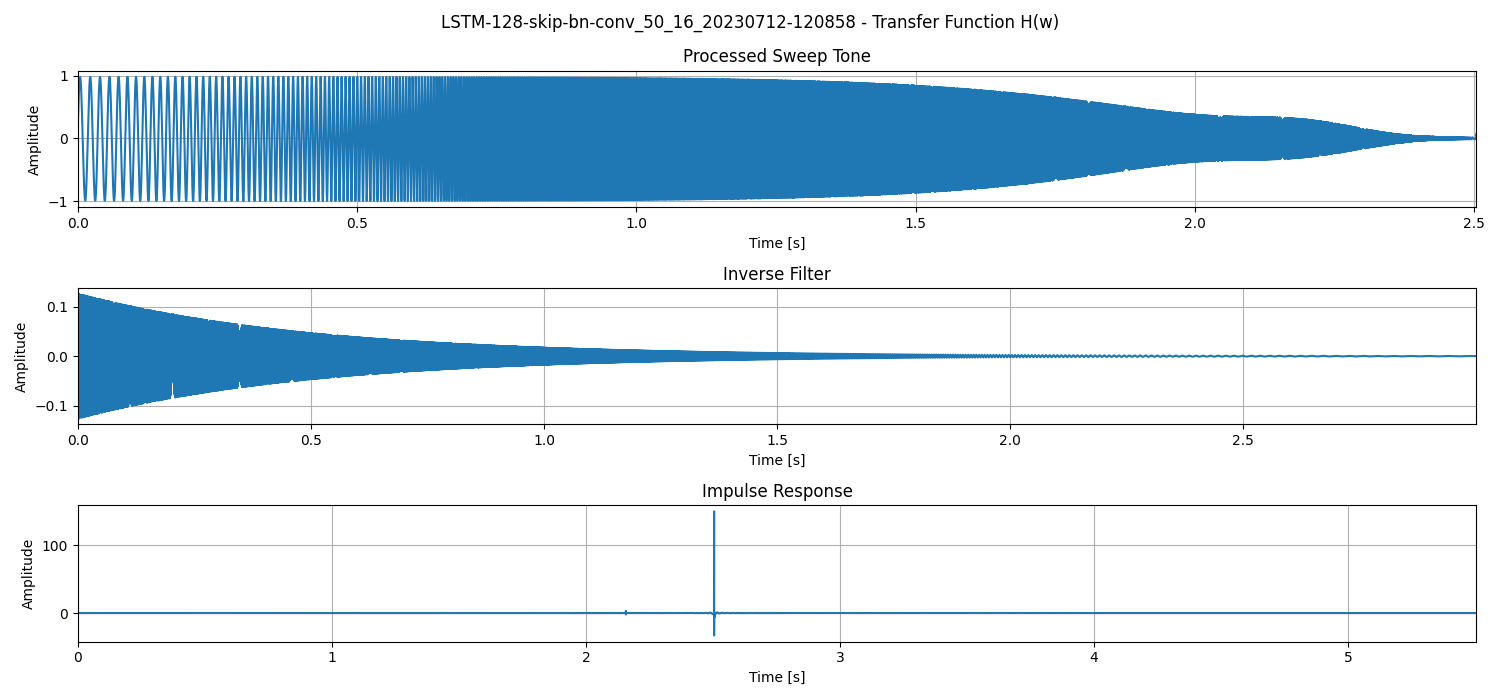 LSTM-128-skip-bn-conv_50_16_20230712-120858 - Transfer Function H(w)
Processed Sweep Tone
Amplitude
1
0
−1
0.0 0.5 1.0 1.5 2.0 2.5
Time [s]
Inverse Filter
Amplitude
0.1
0.0
−0.1
0.0 0.5 1.0 1.5 2.0 2.5
Time [s]
Impulse Response
Amplitude
100
0
0 1 2 3 4 5
Time [s]